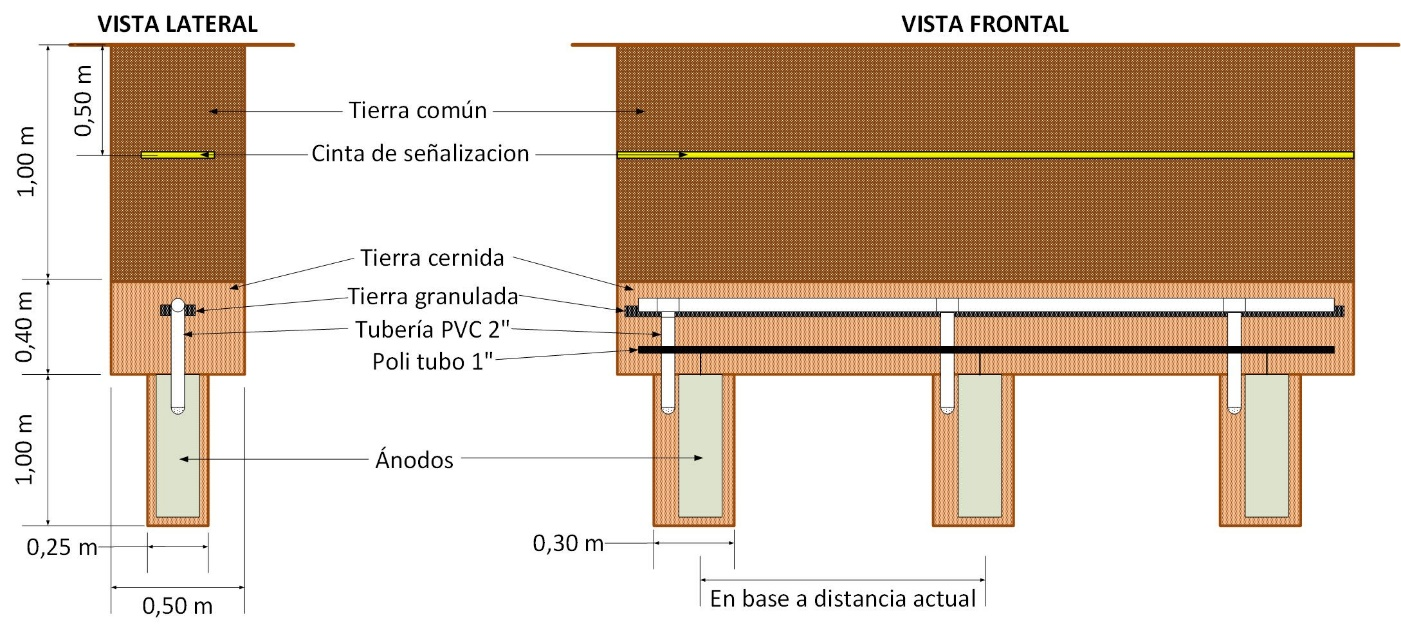 VISTA LATERAL
VISTA FRONTAL
0,50 m
1,00 m
Tierra común
Cinta de señalizacion
Tierra cernida
Tierra granulada
0,40 m
Tubería PVC 2"
Poli tubo 1"
1,00 m
Ánodos
0,25 m
0,30 m
0,50 m
En base a distancia actual